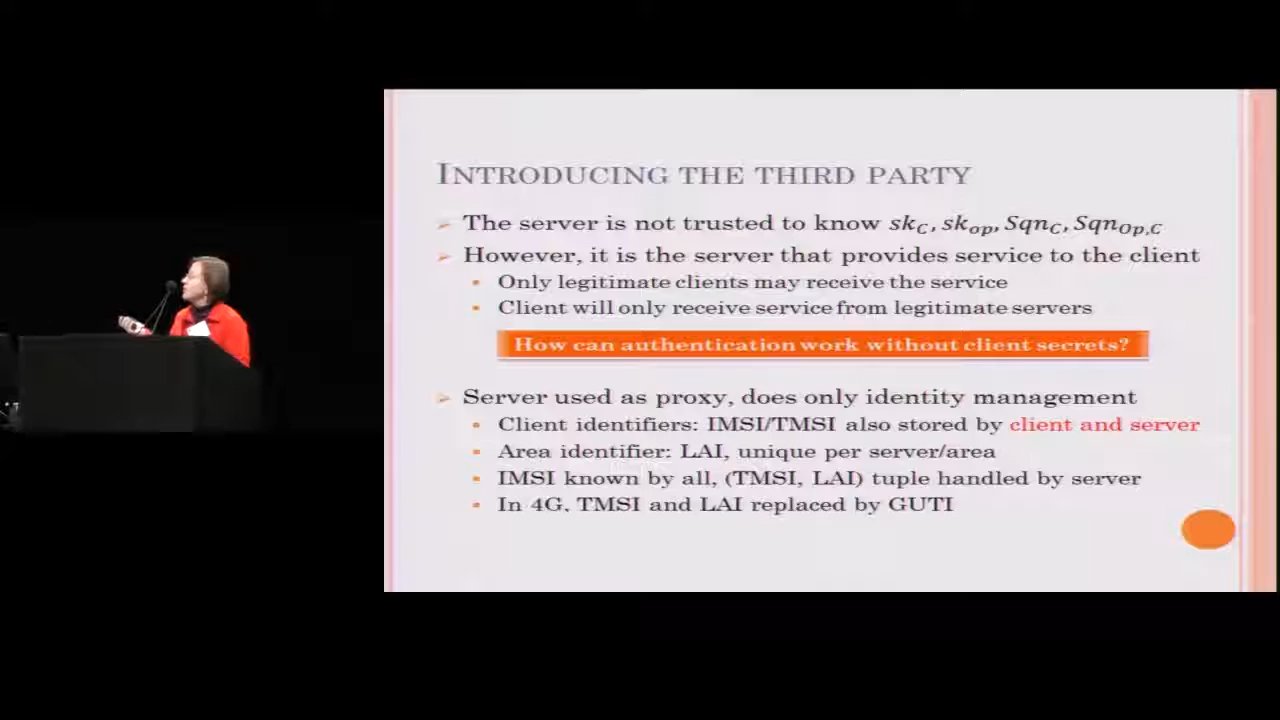 INTRODUCING THE THIRD PARTY
The server is not trusted to know sk_C, sk_op, Sqn_C, Sqn_Op,C
However, it is the server that provides service to the client
Only legitimate clients may receive the service
Client will only receive service from legitimate servers
How can authentication work without client secrets?
Server used as proxy, does only identity management
Client identifiers: IMSI/TMSI also stored by client and server
Area identifier: LAI, unique per server/area
IMSI known by all, (TMSI, LAI) tuple handled by server
In 4G, TMSI and LAI replaced by GUTI